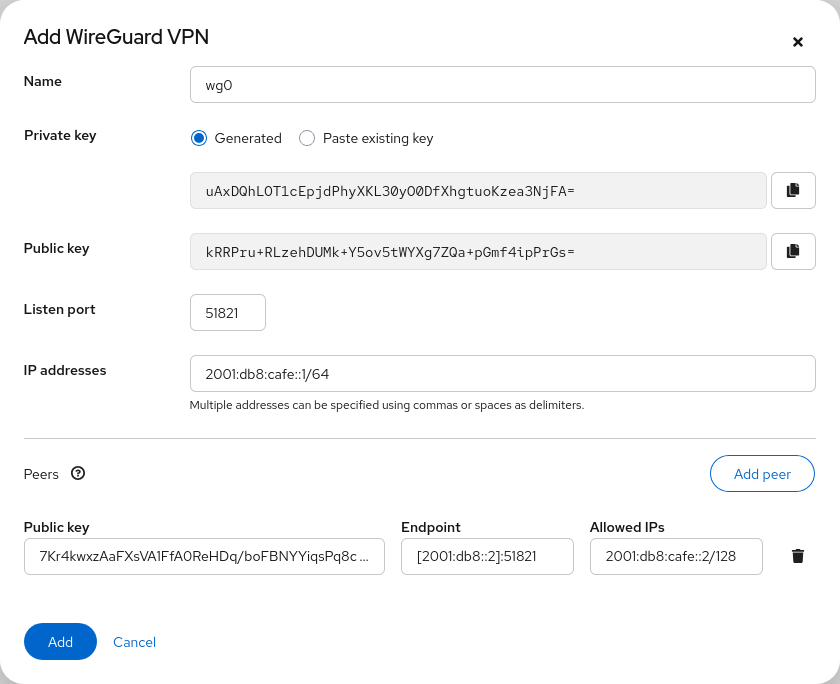 Add WireGuard VPN
Name
wg0
Private key
Generated
Paste existing key
uAxDQhLOT1cEpjdPhyXKL30yO0DfXhgtuoKzea3NjFA=
Public key
kRRPru+RLzehDUMk+Y5ov5tWYXg7ZQa+pGmf4ipPrGs=
Listen port
51821
IP addresses
2001:db8:cafe::1/64
Multiple addresses can be specified using commas or spaces as delimiters.
Peers
Add peer
Public key Endpoint Allowed IPs
7Kr4kwxzAaFXsVA1FfA0ReHDq/boFBNYYiqsPq8c ... [2001:db8::2]:51821 2001:db8:cafe::2/128
Add Cancel